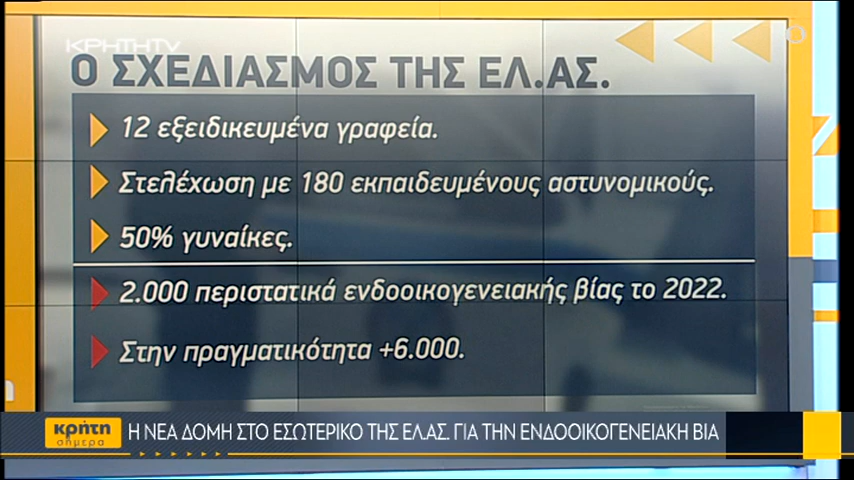 ΚΡΗΤΗTV
Ο ΣΧΕΔΙΑΣΜΟΣ ΤΗΣ ΕΛ.ΑΣ.
12 εξειδικευμένα γραφεία.
Στελέχωση με 180 εκπαιδευμένους αστυνομικούς.
50% γυναίκες.
2.000 περιστατικά ενδοοικογενειακής βίας το 2022.
Στην πραγματικότητα +6.000.
κρήτη
σήμερα
Η ΝΕΑ ΔΟΜΗ ΣΤΟ ΕΣΩΤΕΡΙΚΟ ΤΗΣ ΕΛ.ΑΣ. ΓΙΑ ΤΗΝ ΕΝΔΟΟΙΚΟΓΕΝΕΙΑΚΗ ΒΙΑ